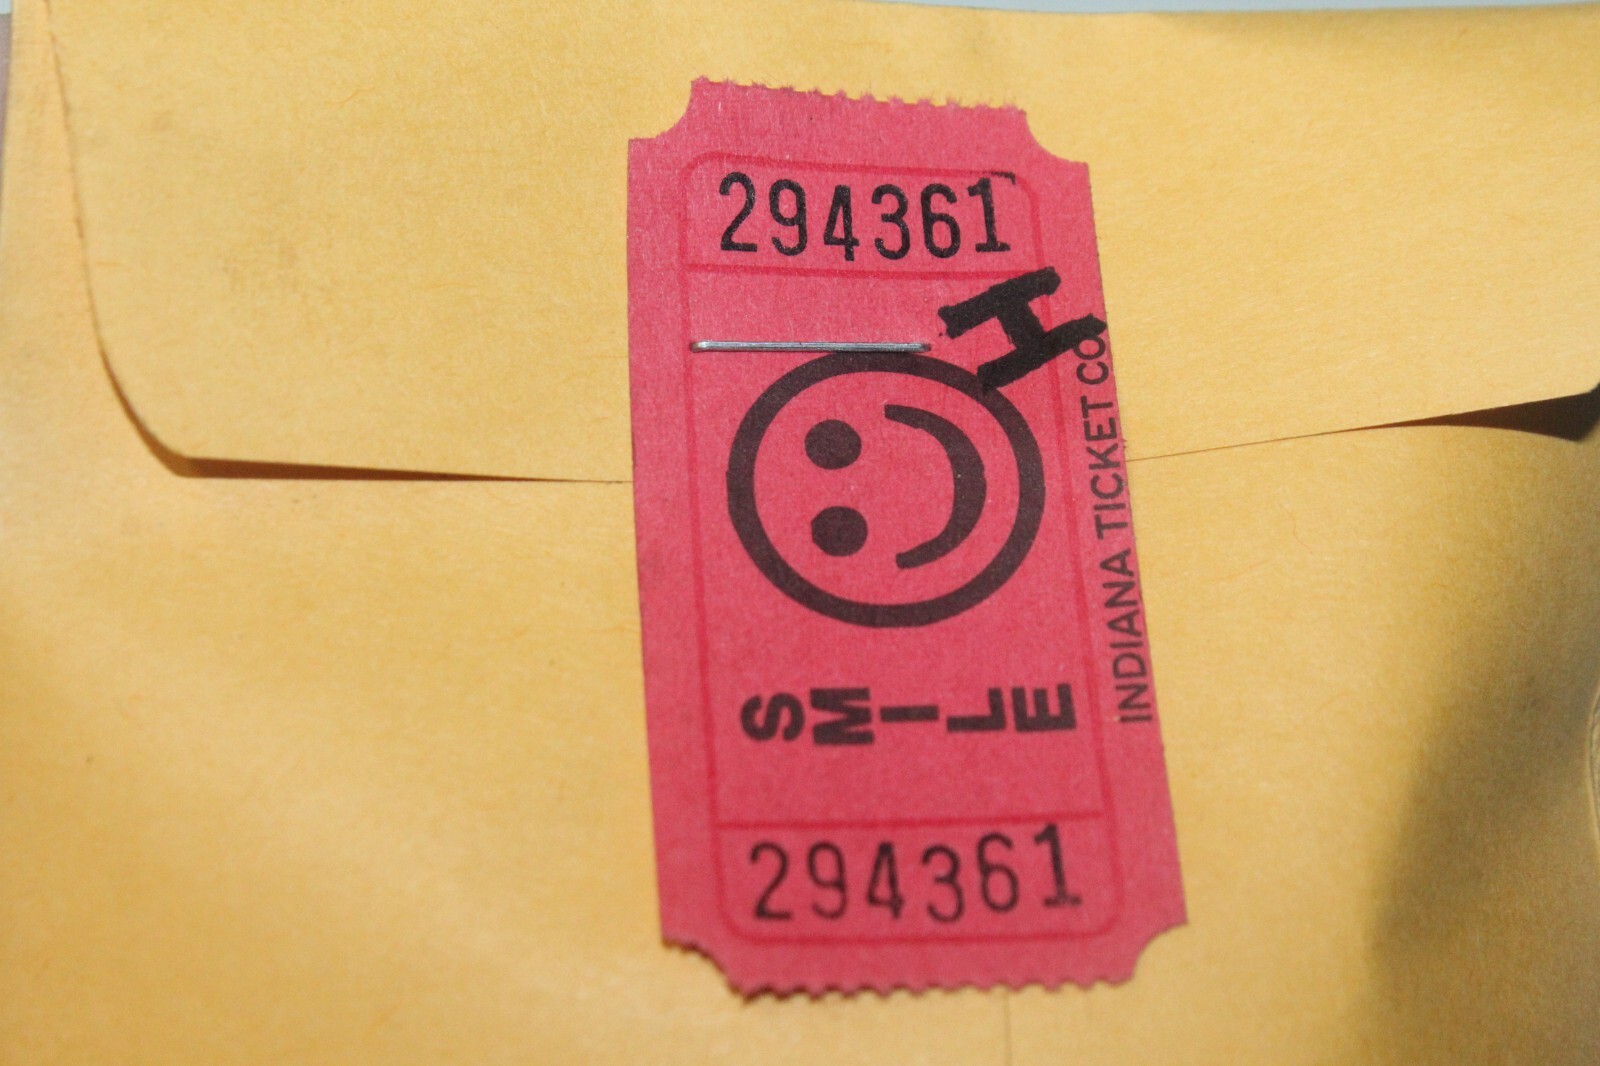 294361
H
INDIANA TICKET CO
SMILE
294361